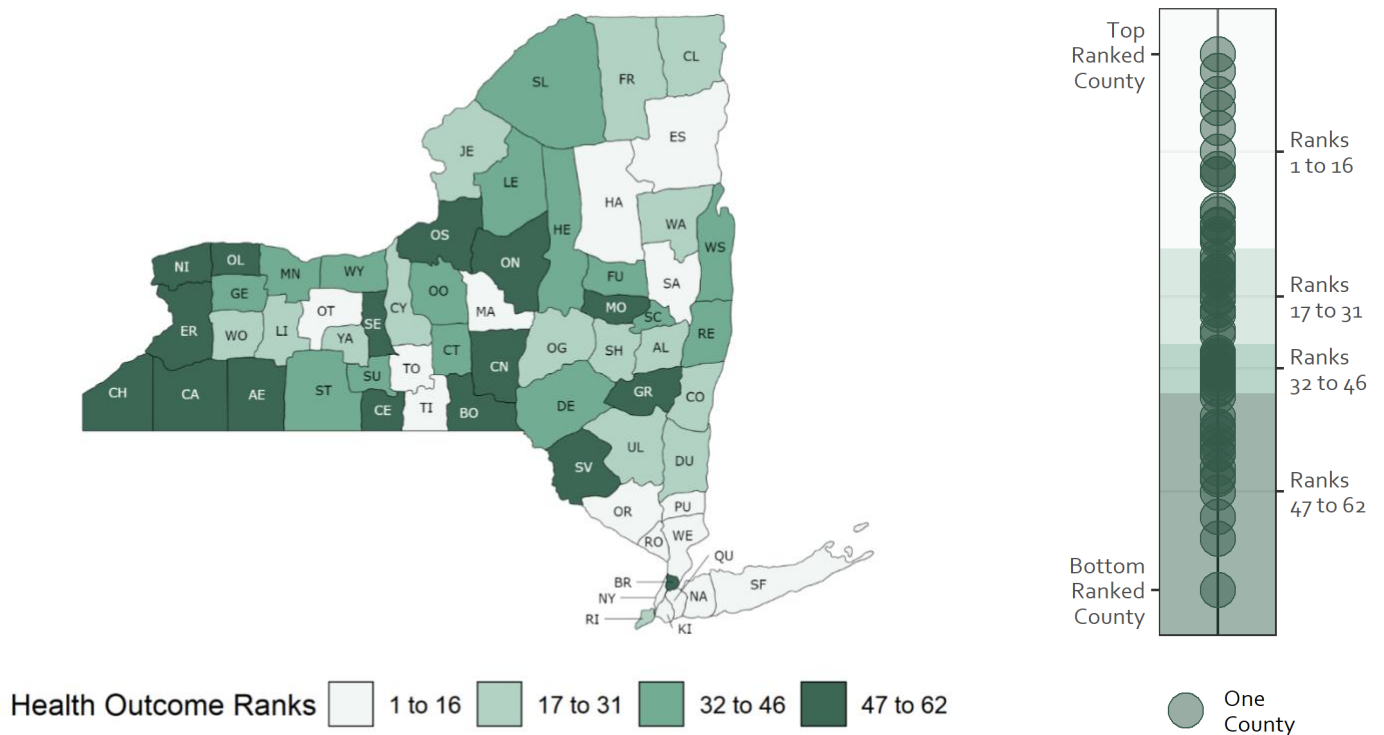 CL
SL
FR
ES
JE
LE
HA
WA
OS
HE
WS
ON
OL
NI
MN
WY
SA
FU
GE
OO
CY
OT
MA
MO
SC
SE
ER
WO
LI
YA
RE
CT
OG
SH
AL
TO
CN
SU
ST
CH
CA
AE
GR
CO
DE
CE
TI
BO
UL
DU
SV
OR
PU
WE
RO
QU
BR
SF
NY
NA
RI
KI
Health Outcome Ranks
1 to 16
17 to 31
32 to 46
47 to 62
Top
Ranked
County
Ranks
1 to 16
Ranks
17 to 31
Ranks
32 to 46
Ranks
47 to 62
Bottom
Ranked
County
One
County